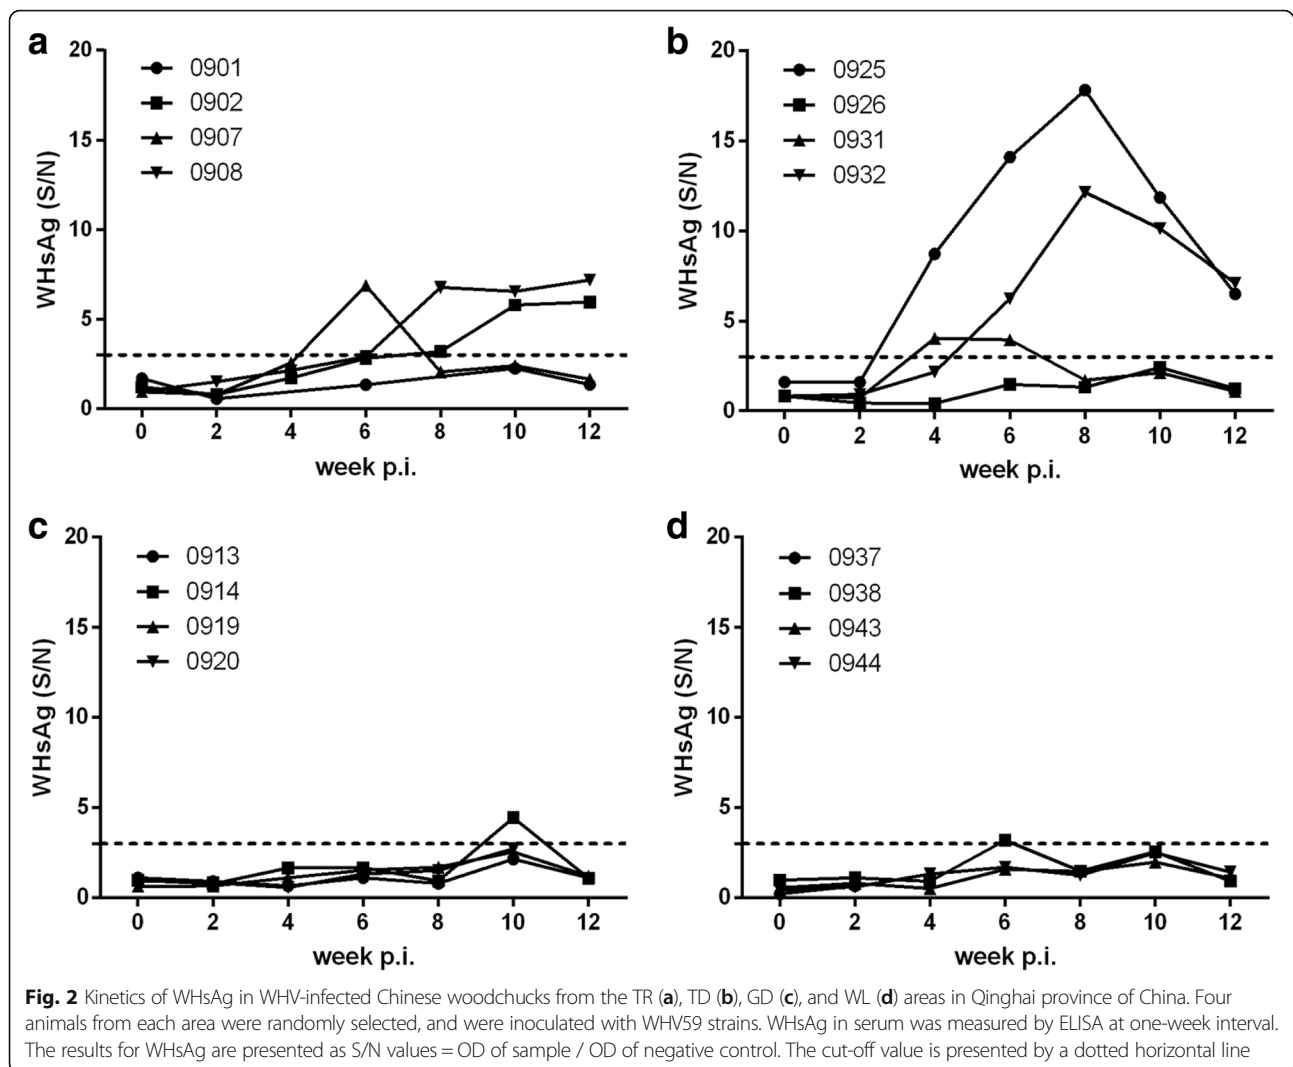 a
20
15
10
5
0
WHsAg (S/N)
0901
0902
0907
0908
0 2 4 6 8 10 12
week p.i.
b
20
15
10
5
0
WHsAg (S/N)
0925
0926
0931
0932
0 2 4 6 8 10 12
week p.i.
c
20
15
10
5
0
WHsAg (S/N)
0913
0914
0919
0920
0 2 4 6 8 10 12
week p.i.
d
20
15
10
5
0
WHsAg (S/N)
0937
0938
0943
0944
0 2 4 6 8 10 12
week p.i.
Fig. 2 Kinetics of WHsAg in WHV-infected Chinese woodchucks from the TR (a), TD (b), GD (c), and WL (d) areas in Qinghai province of China. Four
animals from each area were randomly selected, and were inoculated with WHV59 strains. WHsAg in serum was measured by ELISA at one-week interval.
The results for WHsAg are presented as S/N values = OD of sample / OD of negative control. The cut-off value is presented by a dotted horizontal line